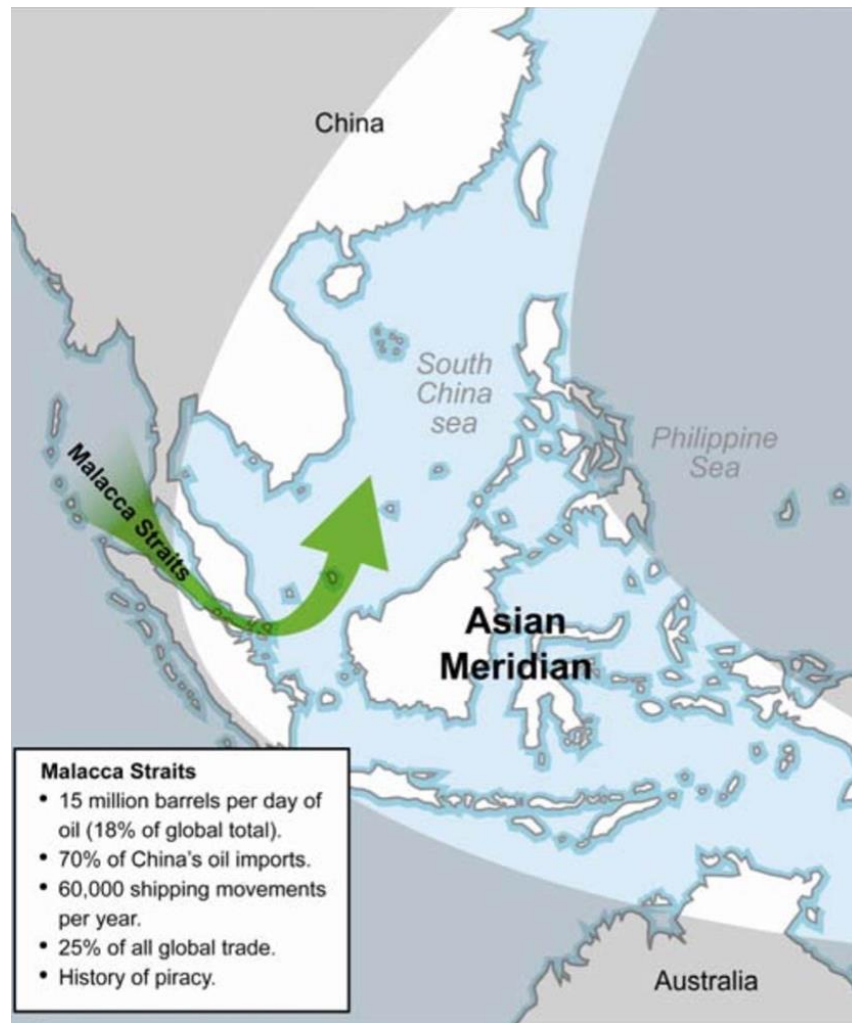 China
South
China
sea
Philippine
Sea
Malacca Straits
Asian
Meridian
Malacca Straits
• 15 million barrels per day of
oil (18% of global total).
• 70% of China's oil imports.
• 60,000 shipping movements
per year.
• 25% of all global trade.
• History of piracy.
Australia